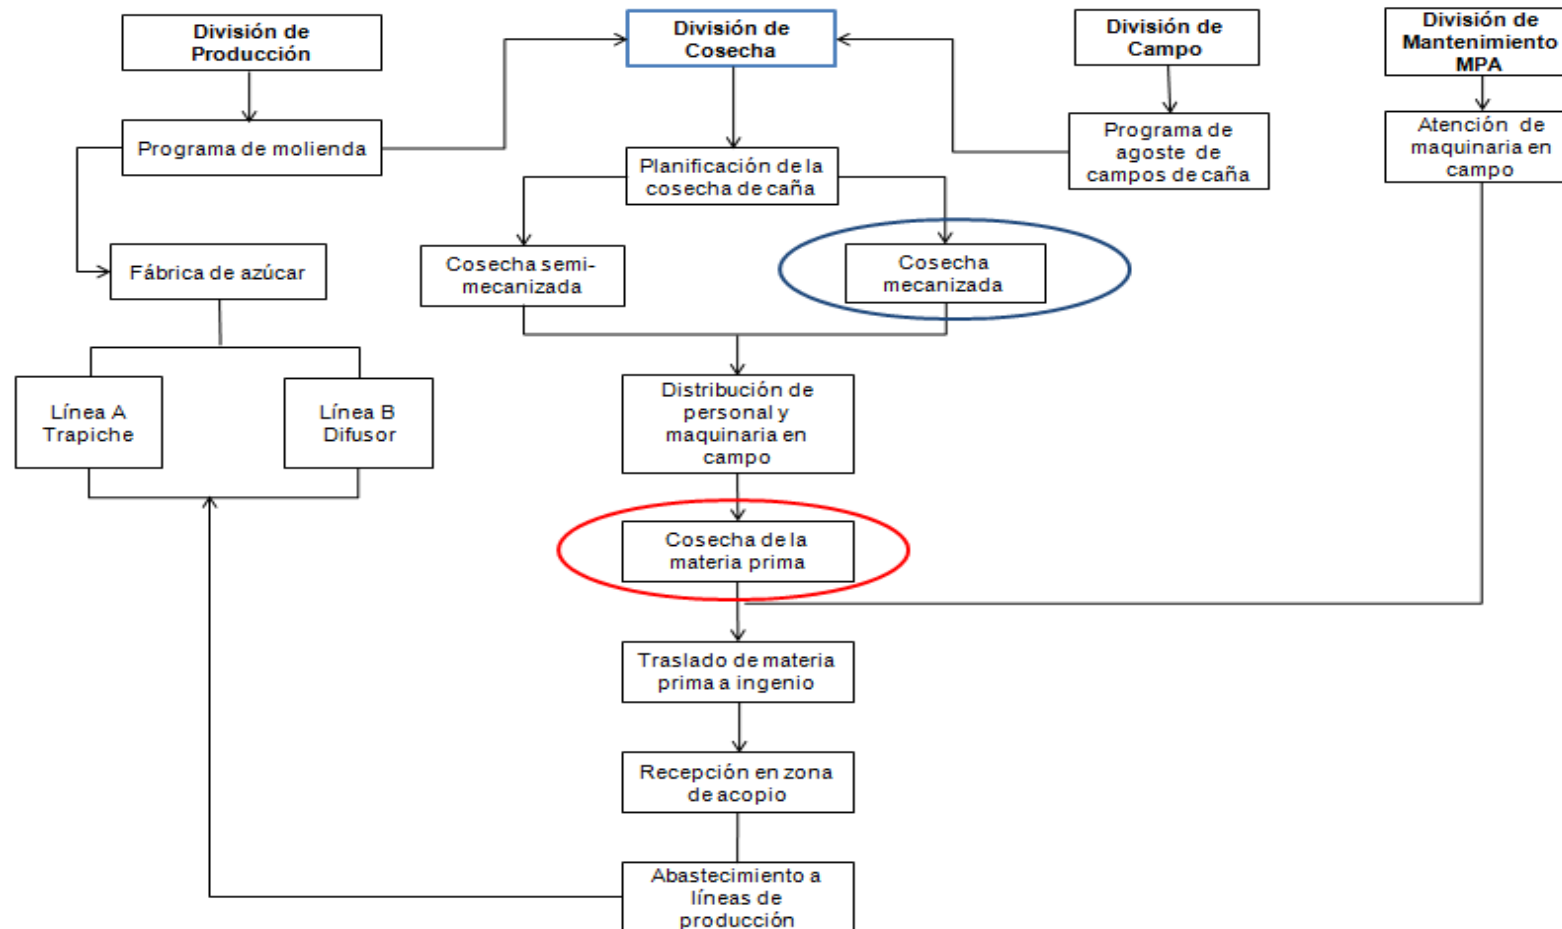 División de
Producción
División de
Cosecha
División de
Campo
División de
Mantenimiento
MPA
Programa de molienda
Planificación de la
cosecha de caña
Programa de
agoste de
campos de caña
Atención de
maquinaria en
campo
Fábrica de azúcar
Cosecha semi-
mecanizada
Cosecha
mecanizada
Línea A
Trapiche
Línea B
Difusor
Distribución de
personal y
maquinaria en
campo
Cosecha de la
materia prima
Traslado de materia
prima a ingenio
Recepción en zona
de acopio
Abastecimiento a
líneas de
producción